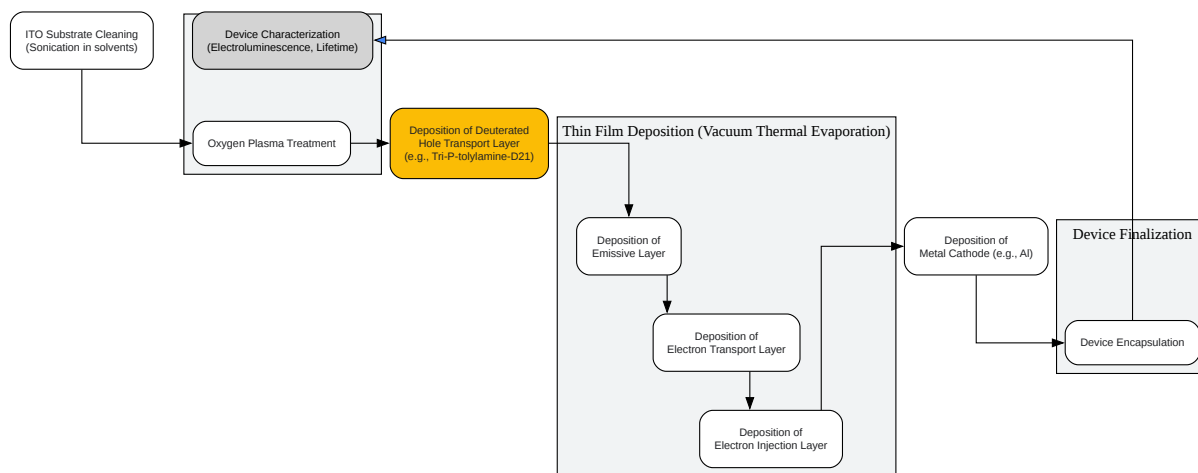 ITO Substrate Cleaning
(Sonication in solvents)
Device Characterization
(Electroluminescence, Lifetime)
Oxygen Plasma Treatment
Deposition of Deuterated
Hole Transport Layer
(e.g., Tri-P-tolylamine-D21)
Thin Film Deposition (Vacuum Thermal Evaporation)
Deposition of
Emissive Layer
Deposition of
Electron Transport Layer
Deposition of
Electron Injection Layer
Deposition of
Metal Cathode (e.g., Al)
Device Finalization
Device Encapsulation